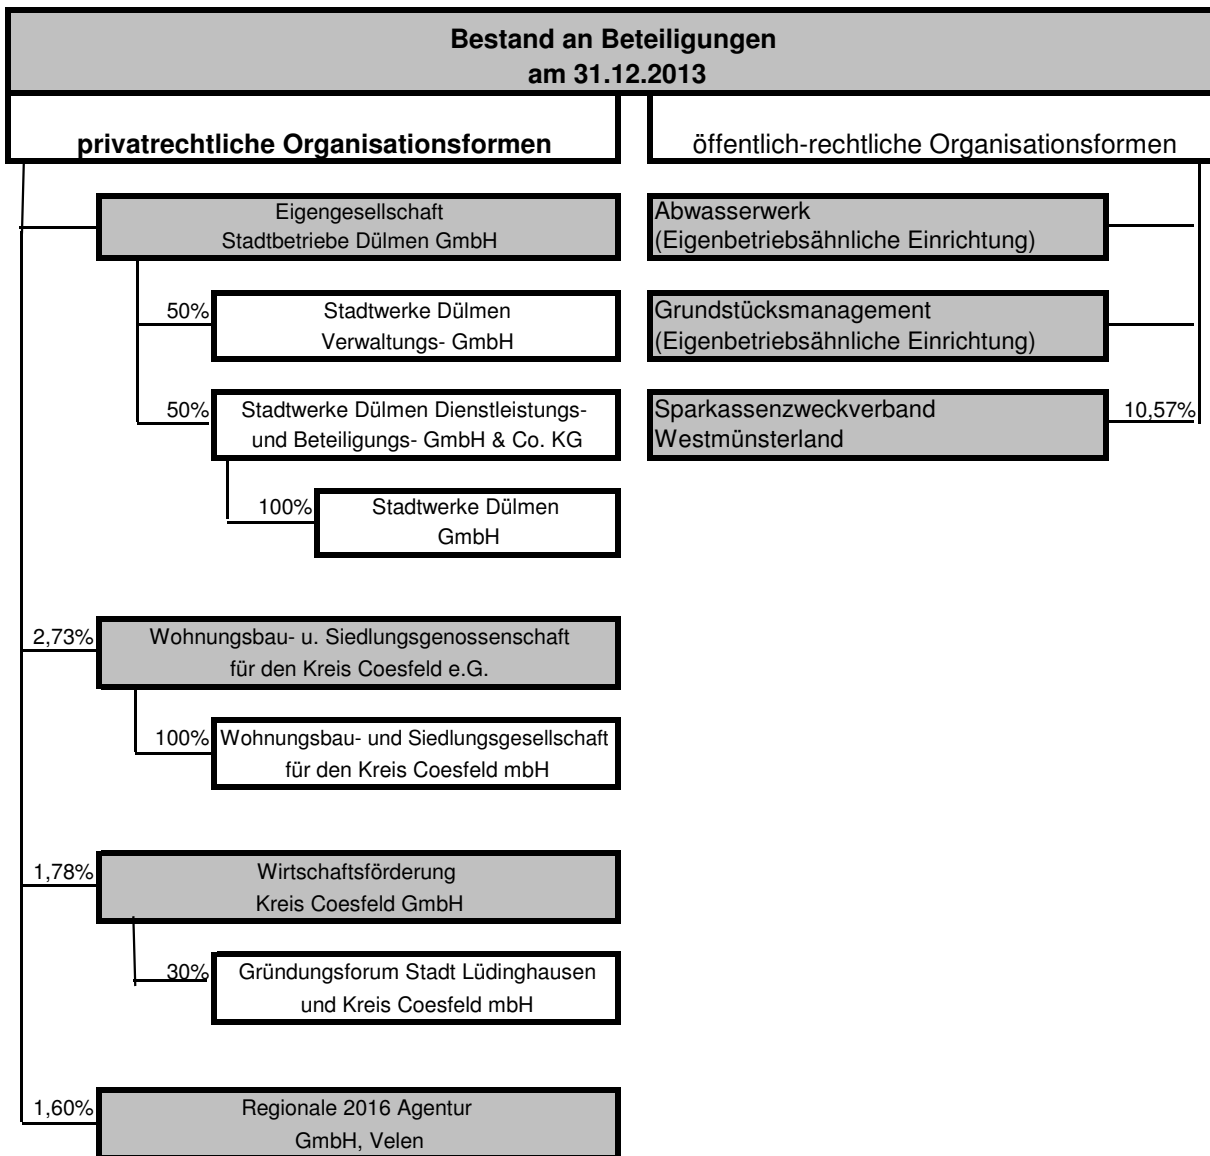 Bestand an Beteiligungen
am 31.12.2013
privatrechtliche Organisationsformen
öffentlich-rechtliche Organisationsformen
Eigengesellschaft
Stadtbetriebe Dülmen GmbH
50%
Stadtwerke Dülmen
Verwaltungs- GmbH
50%
Stadtwerke Dülmen Dienstleistungs-
und Beteiligungs- GmbH & Co. KG
100%
Stadtwerke Dülmen
GmbH
2,73%
Wohnungsbau- u. Siedlungsgenossenschaft
für den Kreis Coesfeld e.G.
100%
Wohnungsbau- und Siedlungsgesellschaft
für den Kreis Coesfeld mbH
1,78%
Wirtschaftsförderung
Kreis Coesfeld GmbH
30%
Gründungsforum Stadt Lüdinghausen
und Kreis Coesfeld mbH
1,60%
Regionale 2016 Agentur
GmbH, Velen
Abwasserwerk
(Eigenbetriebsähnliche Einrichtung)
Grundstücksmanagement
(Eigenbetriebsähnliche Einrichtung)
Sparkassenzweckverband
Westmünsterland
10,57%